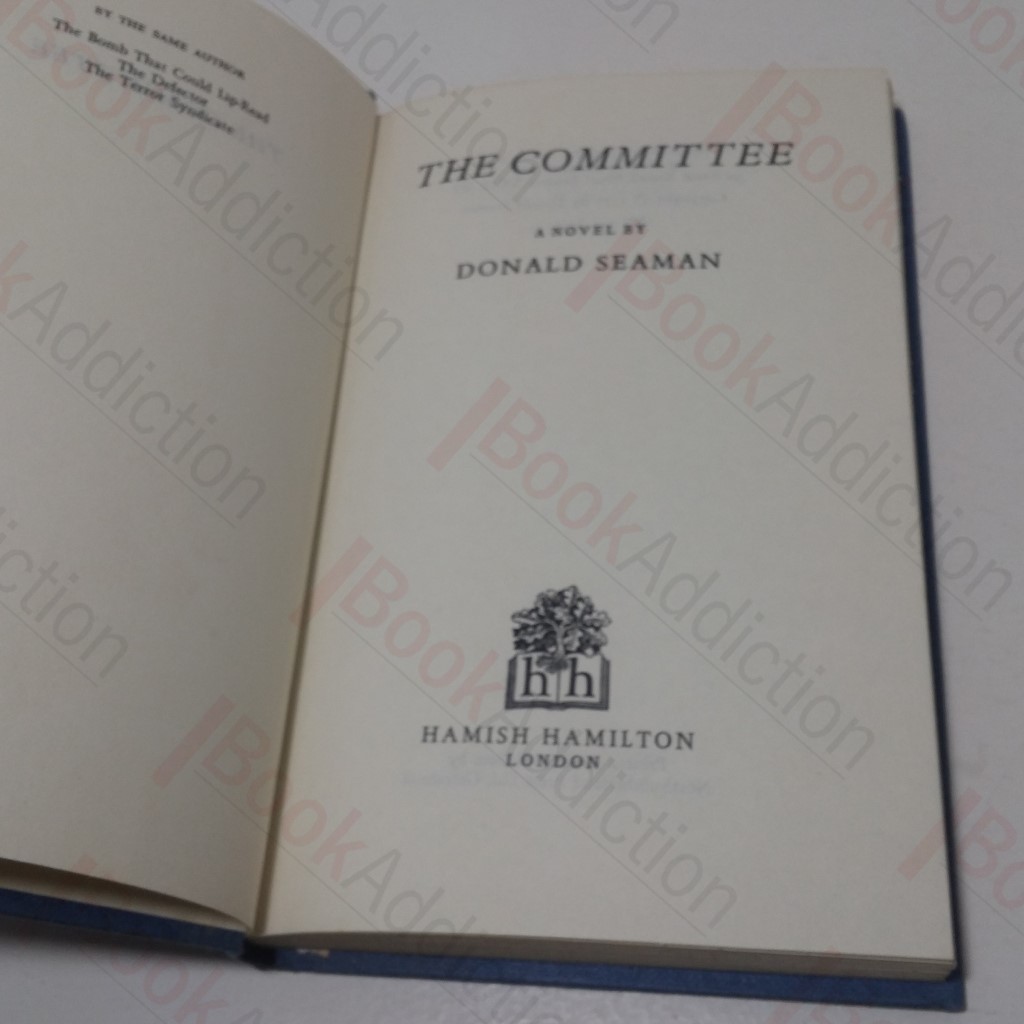 BY THE SAME AUTHOR
The Bomb That Could Lip-Read
The Defector
The Terror Syndicate
THE COMMITTEE
A NOVEL BY
DONALD SEAMAN
h h
HAMISH HAMILTON
LONDON
BookAddiction